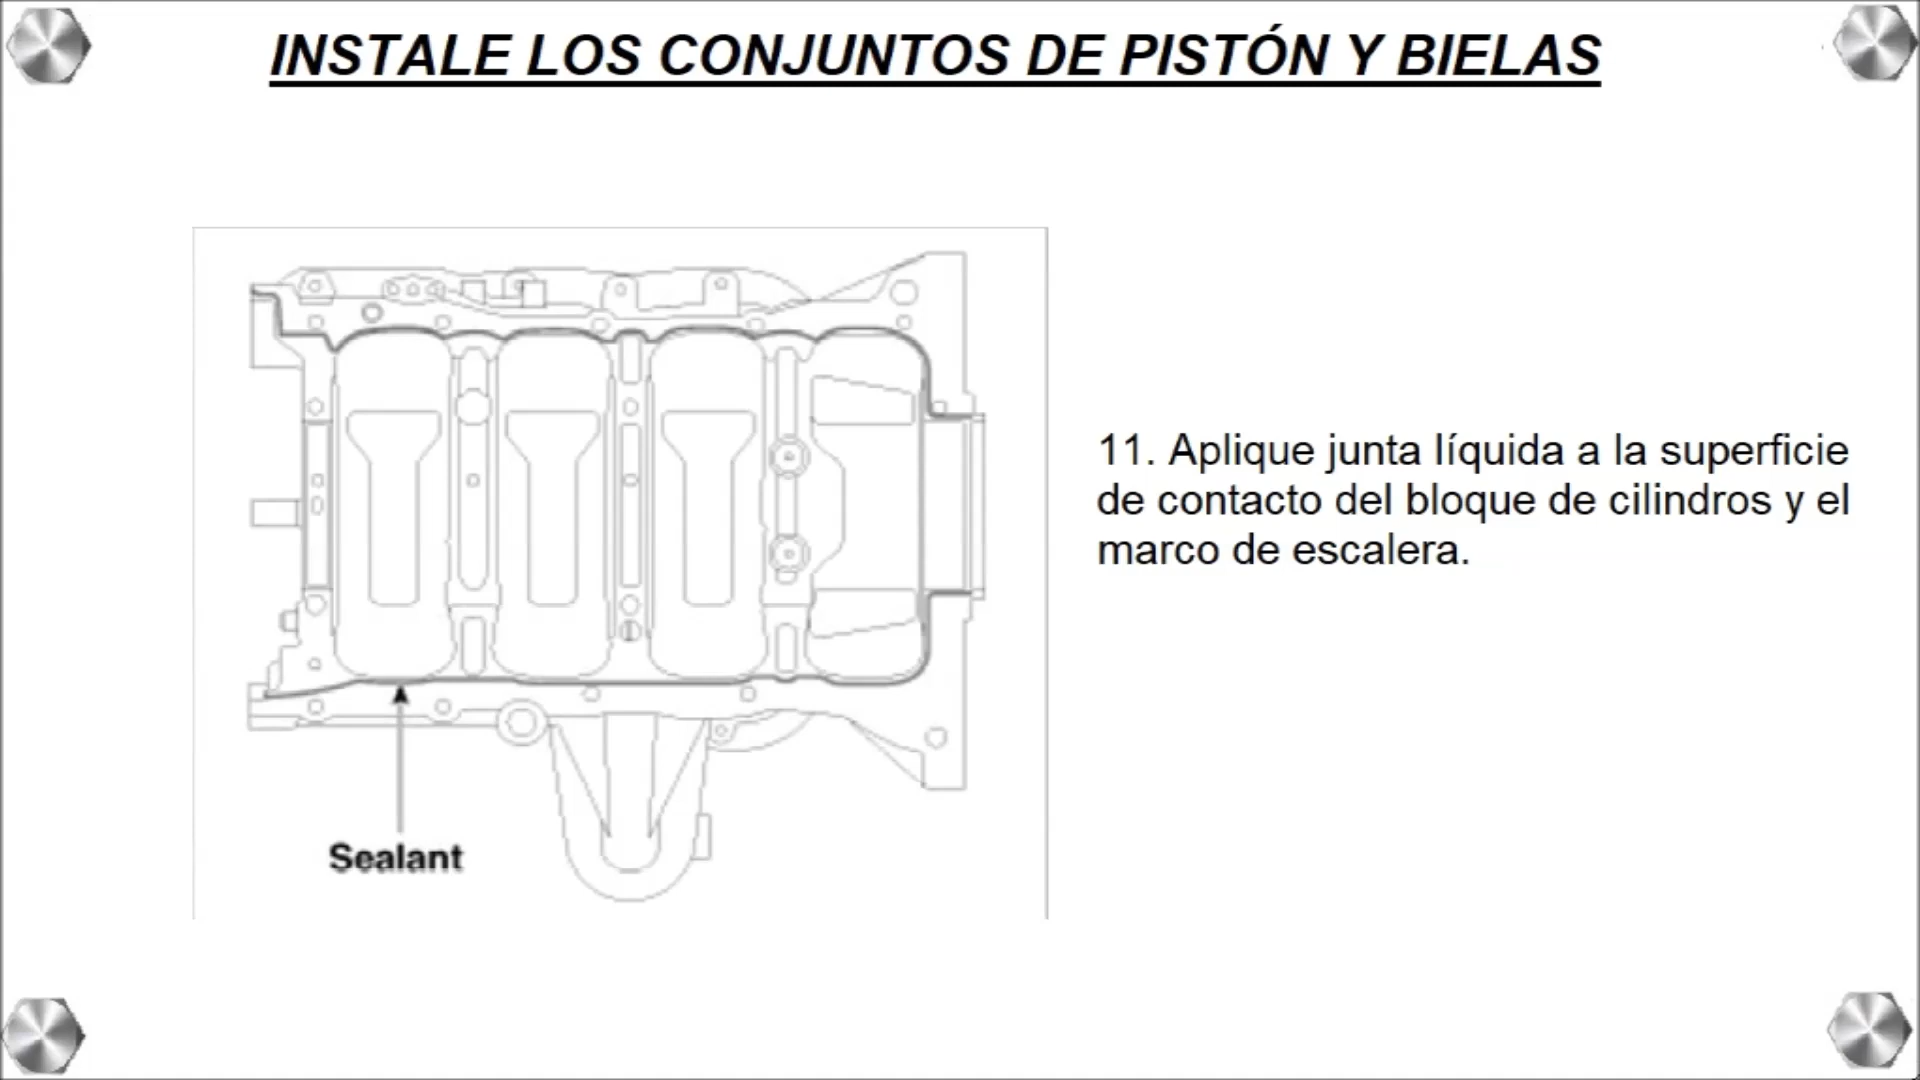 INSTALE LOS CONJUNTOS DE PISTÓN Y BIELAS
11. Aplique junta líquida a la superficie
de contacto del bloque de cilindros y el
marco de escalera.
Sealant